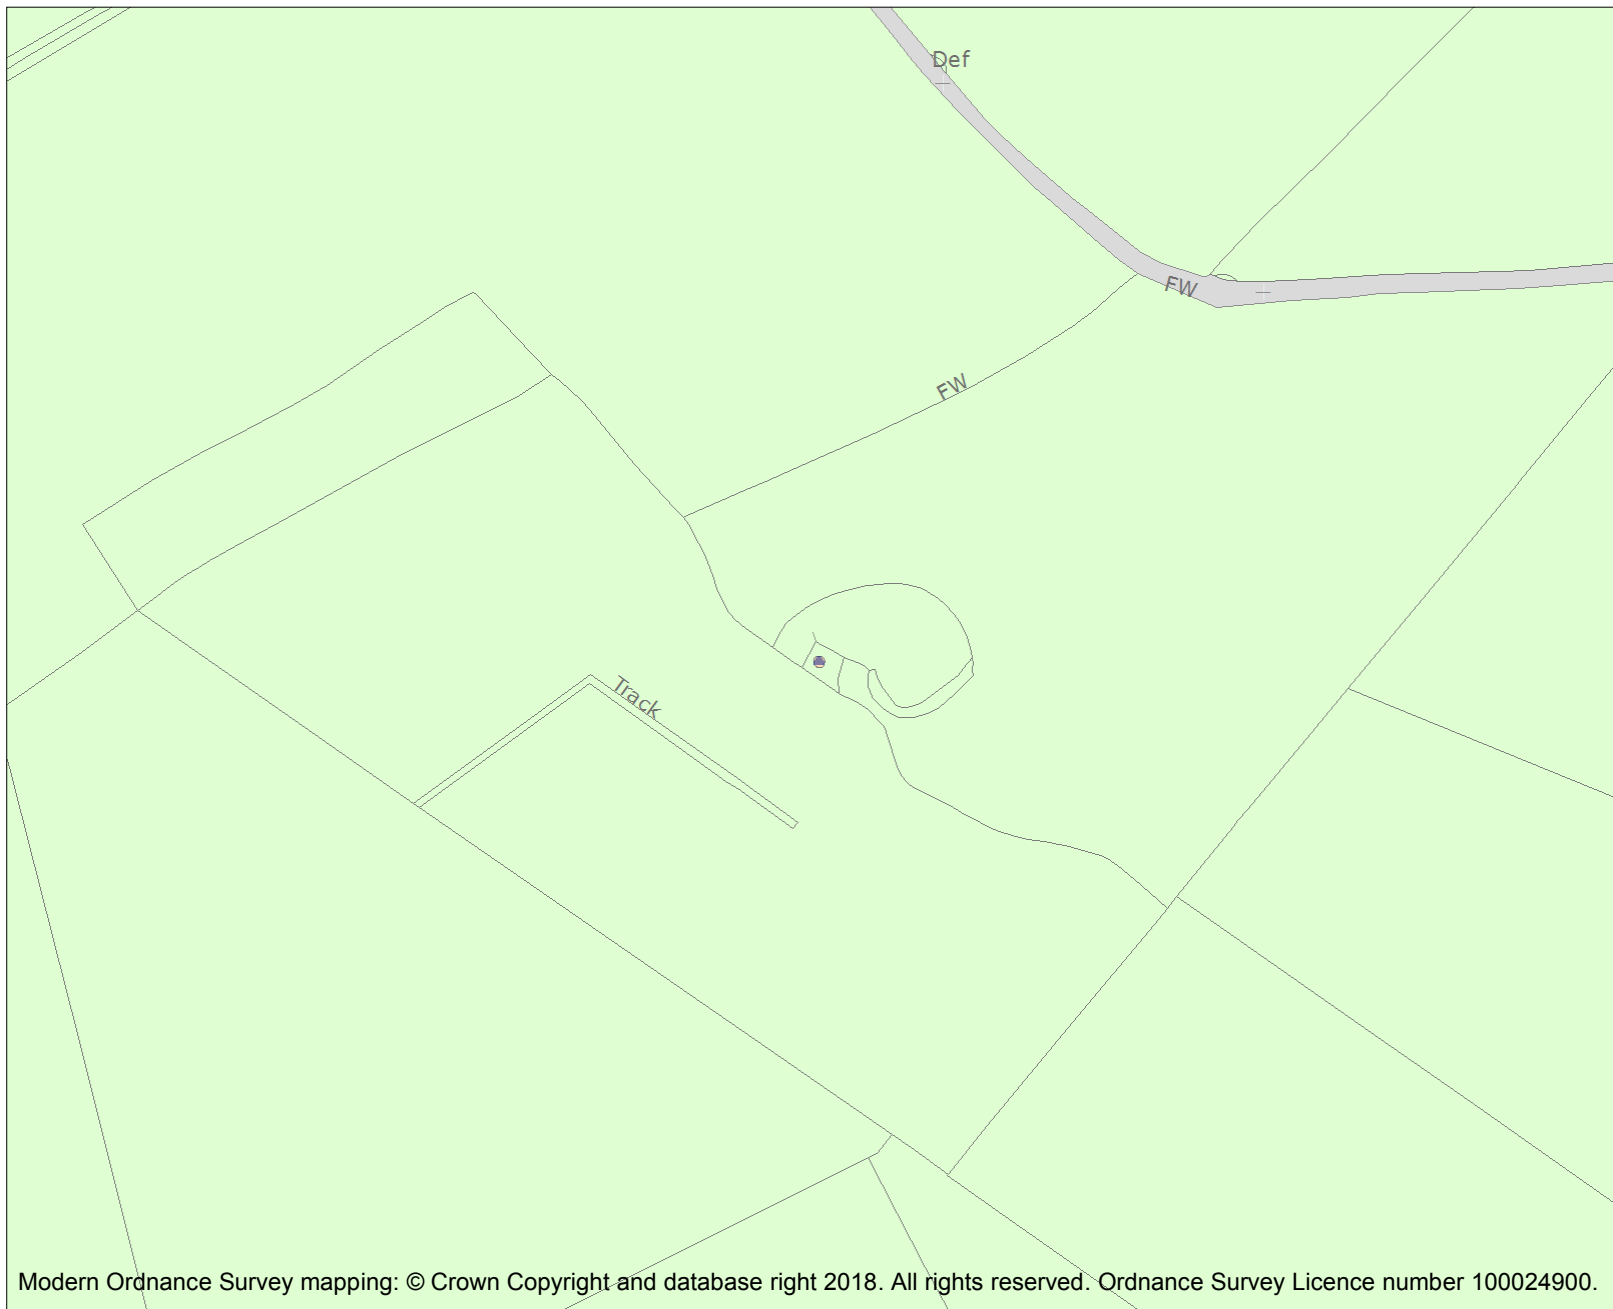 Def
FW
FW
Track
Modern Ordnance Survey mapping: © Crown Copyright and database right 2018. All rights reserved. Ordnance Survey Licence number 100024900.